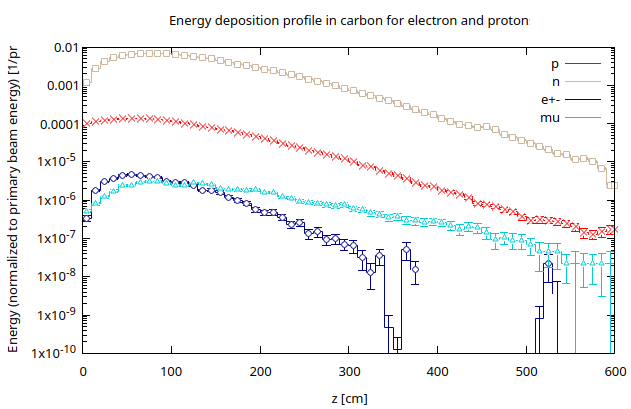 Energy deposition profile in carbon for electron and proton
Energy (normalized to primary beam energy) [1/pr
0.01
0.001
0.0001
1x10-5
1x10-6
1x10-7
1x10-8
1x10-9
1x10-10
p
n
e+-
mu
0 100 200 300 400 500 600
z [cm]